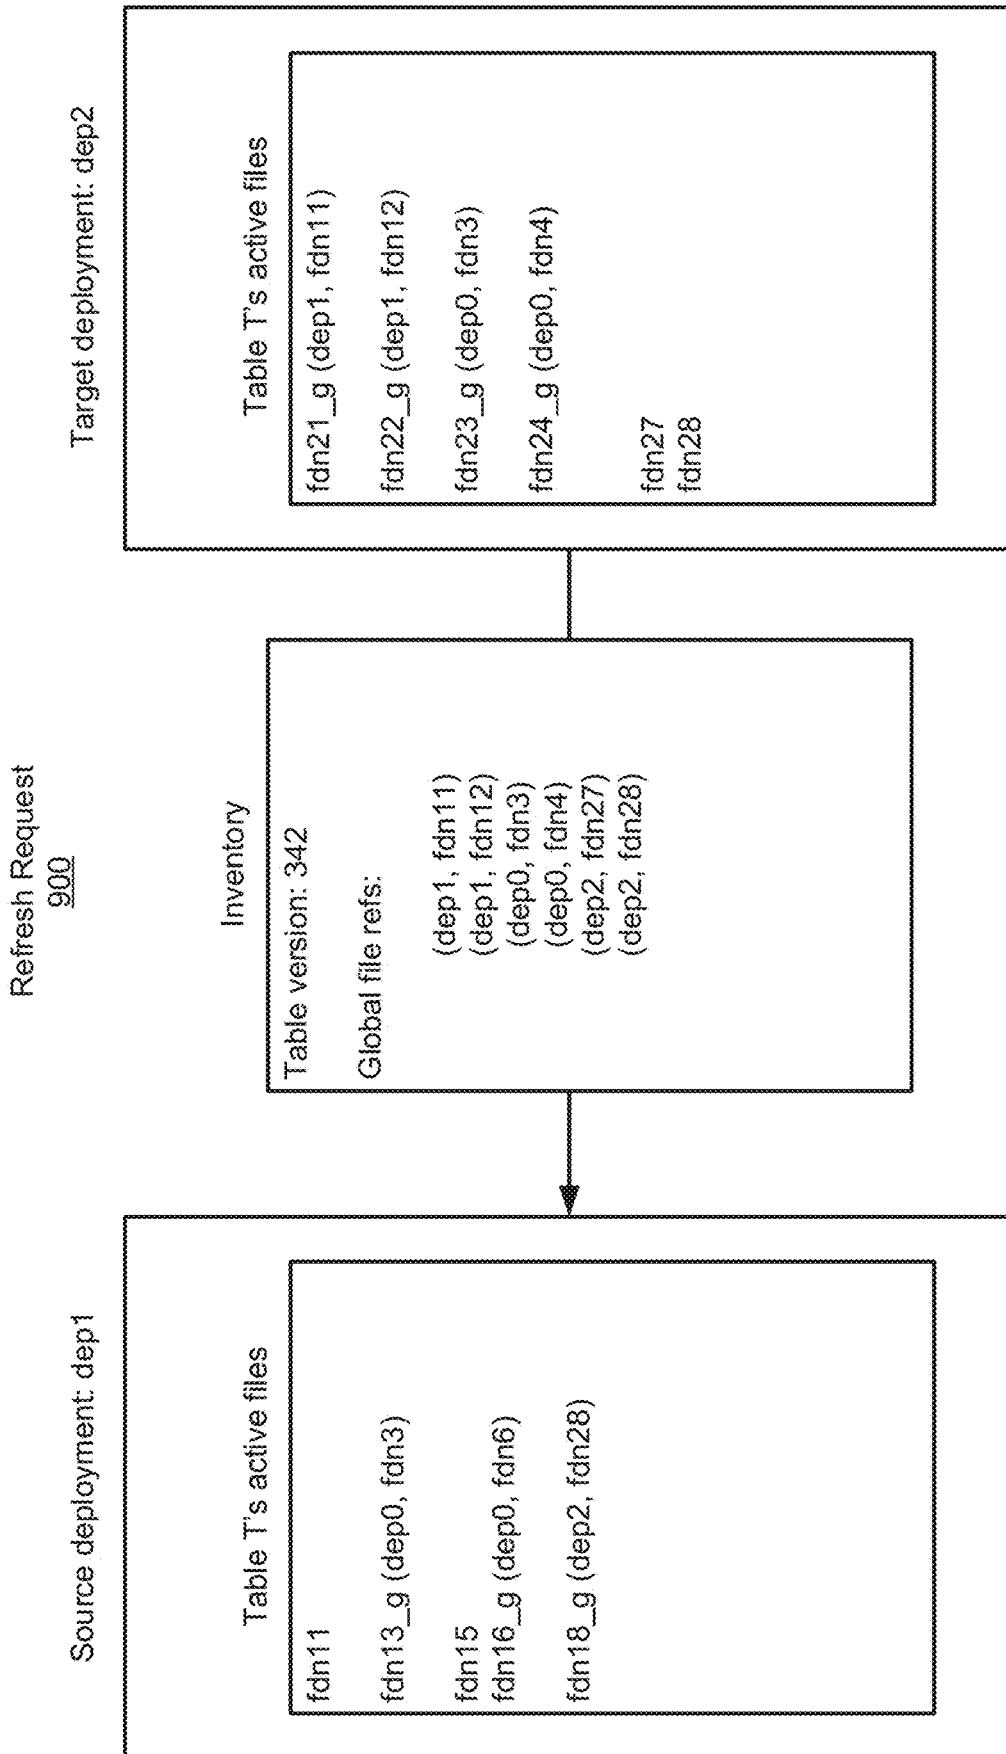 Refresh Request
900
Source deployment: dep1
Table T's active files
fdn11
fdn13_g (dep0, fdn3)
fdn15
fdn16_g (dep0, fdn6)
fdn18_g (dep2, fdn28)
Inventory
Table version: 342
Global file refs:
(dep1, fdn11)
(dep1, fdn12)
(dep0, fdn3)
(dep0, fdn4)
(dep2, fdn27)
(dep2, fdn28)
Target deployment: dep2
Table T's active files
fdn21_g (dep1, fdn11)
fdn22_g (dep1, fdn12)
fdn23_g (dep0, fdn3)
fdn24_g (dep0, fdn4)
fdn27
fdn28